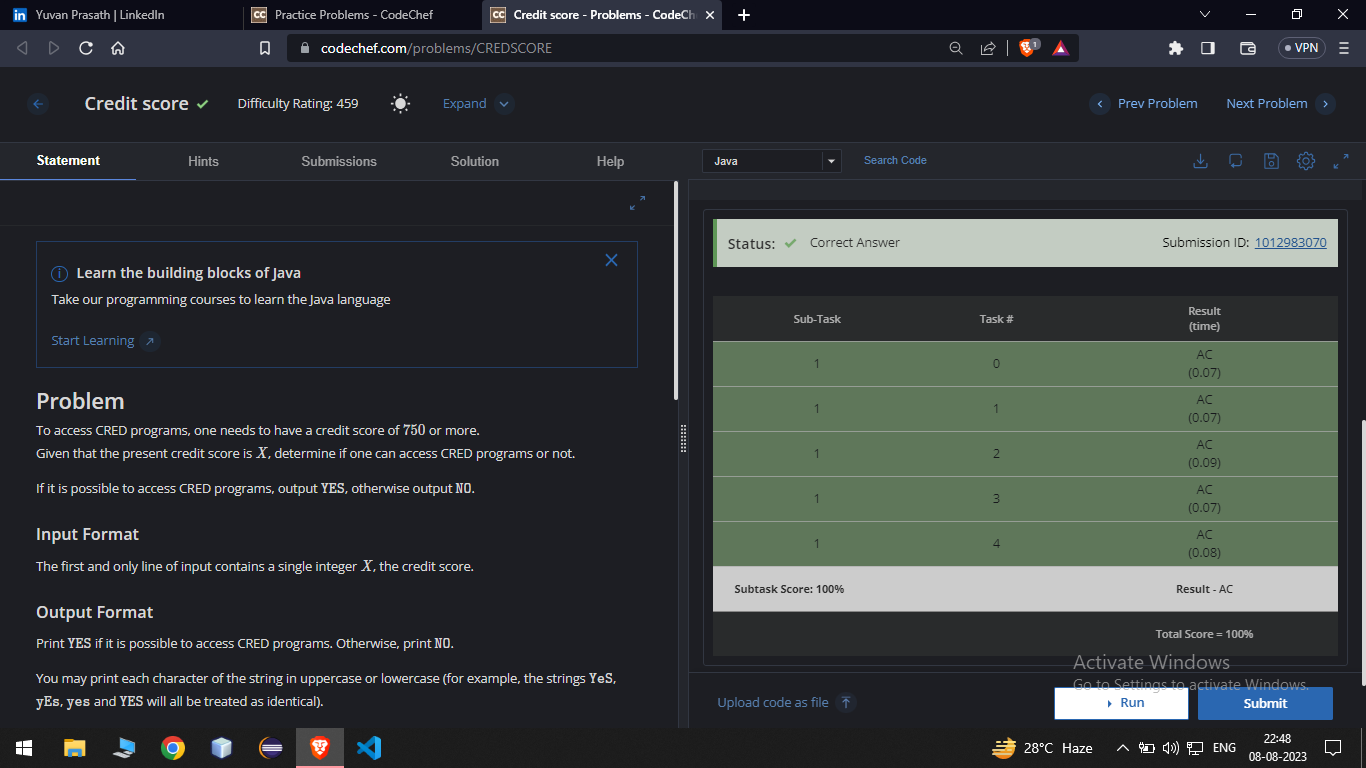 Yuvan Prasath | LinkedIn
Practice Problems - CodeChef
Credit score - Problems - CodeCh
codechef.com/problems/CREDSCORE
1
VPN
Credit score
Difficulty Rating: 459
Expand
Prev Problem
Next Problem
Statement
Hints
Submissions
Solution
Help
Java
Search Code
Learn the building blocks of Java
Take our programming courses to learn the Java language
Start Learning
Problem
To access CRED programs, one needs to have a credit score of 750 or more.
Given that the present credit score is X, determine if one can access CRED programs or not.
If it is possible to access CRED programs, output YES, otherwise output NO.
Input Format
The first and only line of input contains a single integer X, the credit score.
Output Format
Print YES if it is possible to access CRED programs. Otherwise, print NO.
You may print each character of the string in uppercase or lowercase (for example, the strings YeS,
yEs, yes and YES will all be treated as identical).
Status: Correct Answer
Submission ID: 1012983070
Sub-Task Task # Result
(time)
1 0 AC
(0.07)
1 1 AC
(0.07)
1 2 AC
(0.09)
1 3 AC
(0.07)
1 4 AC
(0.08)
Subtask Score: 100% Result - AC
Total Score = 100%
Activate Windows
Go to Settings to activate Windows.
Upload code as file
Run
Submit
28°C Haze
ENG
22:48
08-08-2023